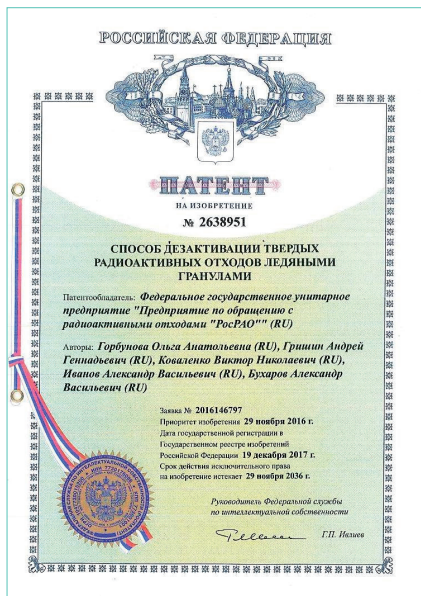 РОССИЙСКАЯ ФЕДЕРАЦИЯ
ПАТЕНТ
НА ИЗОБРЕТЕНИЕ
№ 2638951
СПОСОБ ДЕЗАКТИВАЦИИ ТВЕРДЫХ
РАДИОАКТИВНЫХ ОТХОДОВ ЛЕДЯНЫМИ
ГРАНУЛАМИ
Патентообладатель: Федеральное государственное унитарное
предприятие "Предприятие по обращению с
радиоактивными отходами "РосРАО"" (RU)
Авторы: Горбунова Ольга Анатольевна (RU), Гришин Андрей
Геннадьевич (RU), Коваленко Виктор Николаевич (RU),
Иванов Александр Васильевич (RU), Бухаров Александр
Васильевич (RU)
Заявка № 2016146797
Приоритет изобретения 29 ноября 2016 г.
Дата государственной регистрации в
Государственном реестре изобретений
Российской Федерации 19 декабря 2017 г.
Срок действия исключительного права
на изобретение истекает 29 ноября 2036 г.
Руководитель Федеральной службы
по интеллектуальной собственности
Г.П. Ивлиев